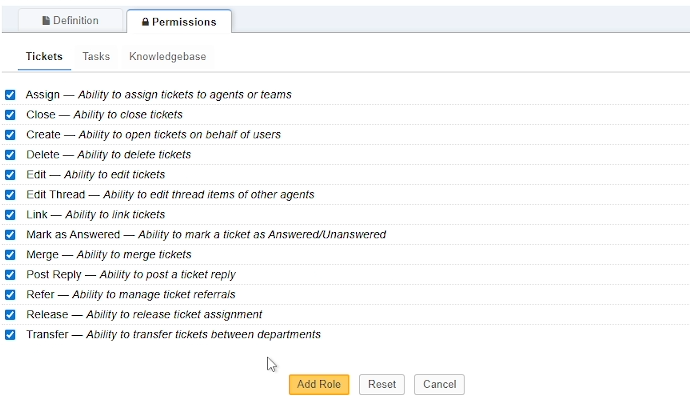 Definition
Permissions
Tickets Tasks Knowledgebase
Assign — Ability to assign tickets to agents or teams
Close — Ability to close tickets
Create — Ability to open tickets on behalf of users
Delete — Ability to delete tickets
Edit — Ability to edit tickets
Edit Thread — Ability to edit thread items of other agents
Link — Ability to link tickets
Mark as Answered — Ability to mark a ticket as Answered/Unanswered
Merge — Ability to merge tickets
Post Reply — Ability to post a ticket reply
Refer — Ability to manage ticket referrals
Release — Ability to release ticket assignment
Transfer — Ability to transfer tickets between departments
Add Role Reset Cancel